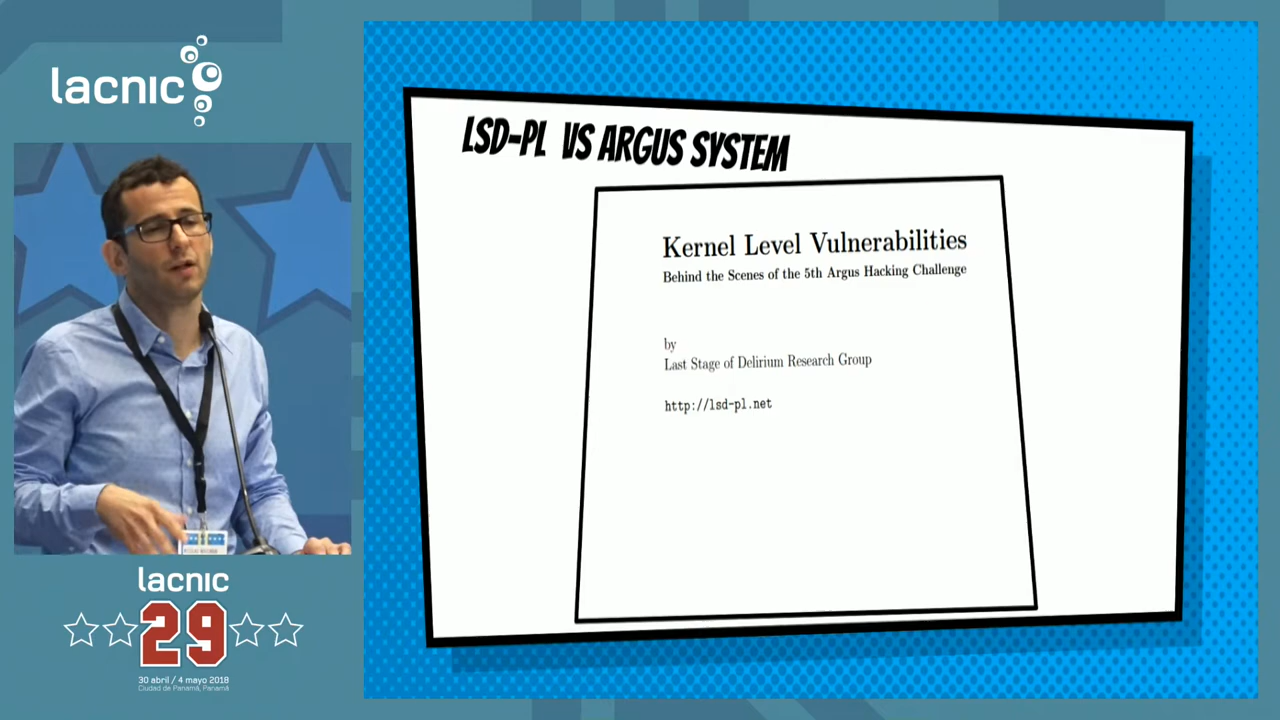 lacnic
LSD-PL VS ARGUS SYSTEM
Kernel Level Vulnerabilities
Behind the Scenes of the 5th Argus Hacking Challenge
by
Last Stage of Delirium Research Group
http://lsd-pl.net
lacnic
29
30 abril / 4 mayo 2018
Ciudad de Panamá, Panamá